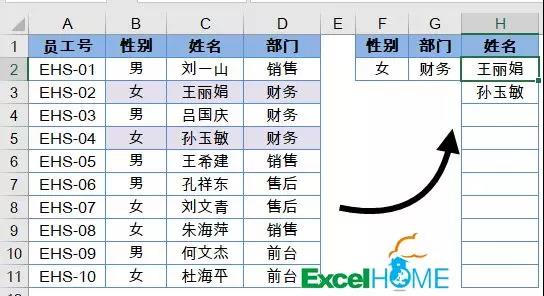 A B C D E F G H
1 员工号 性别 姓名 部门 性别 部门 姓名
2 EHS-01 男 刘一山 销售 女 财务 王丽娟
3 EHS-02 女 王丽娟 财务 孙玉敏
4 EHS-03 男 吕国庆 财务
5 EHS-04 女 孙玉敏 财务
6 EHS-05 男 王希建 销售
7 EHS-06 男 孔祥东 售后
8 EHS-07 女 刘文青 售后
9 EHS-08 女 朱海萍 销售
10 EHS-09 男 何文杰 前台
11 EHS-10 女 杜海平 前台
ExcelHOME